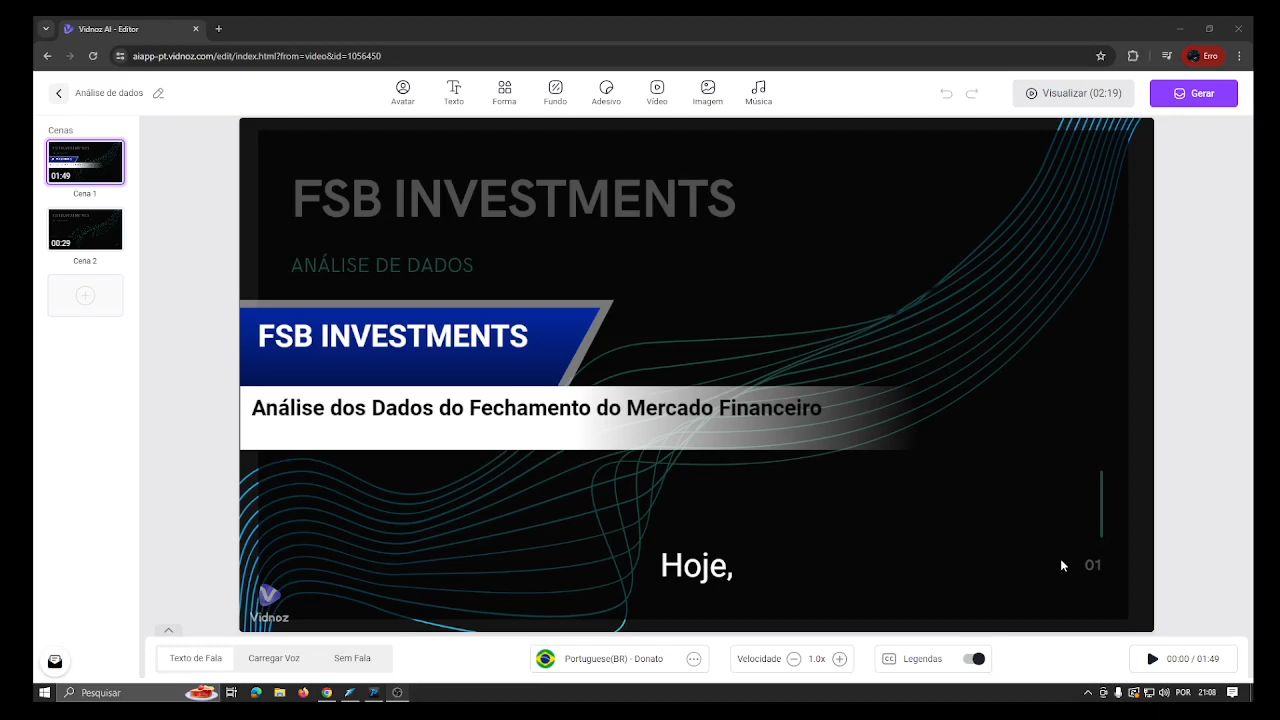 Vidnoz AI - Editor
aiapp-pt.vidnoz.com/edit/index.html?from=video&id=1056450
Erro
Análise de dados
Avatar
Texto
Forma
Fundo
Adesivo
Vídeo
Imagem
Música
Visualizar (02:19)
Gerar
Cenas
01:49
Cena 1
00:29
Cena 2
FSB INVESTMENTS
ANÁLISE DE DADOS
FSB INVESTMENTS
Análise dos Dados do Fechamento do Mercado Financeiro
Hoje,
01
Vidnoz
Texto de Fala
Carregar Voz
Sem Fala
Portuguese(BR) - Donato
Velocidade
1.0x
CC
Legendas
00:00 / 01:49
Pesquisar
POR
21:08